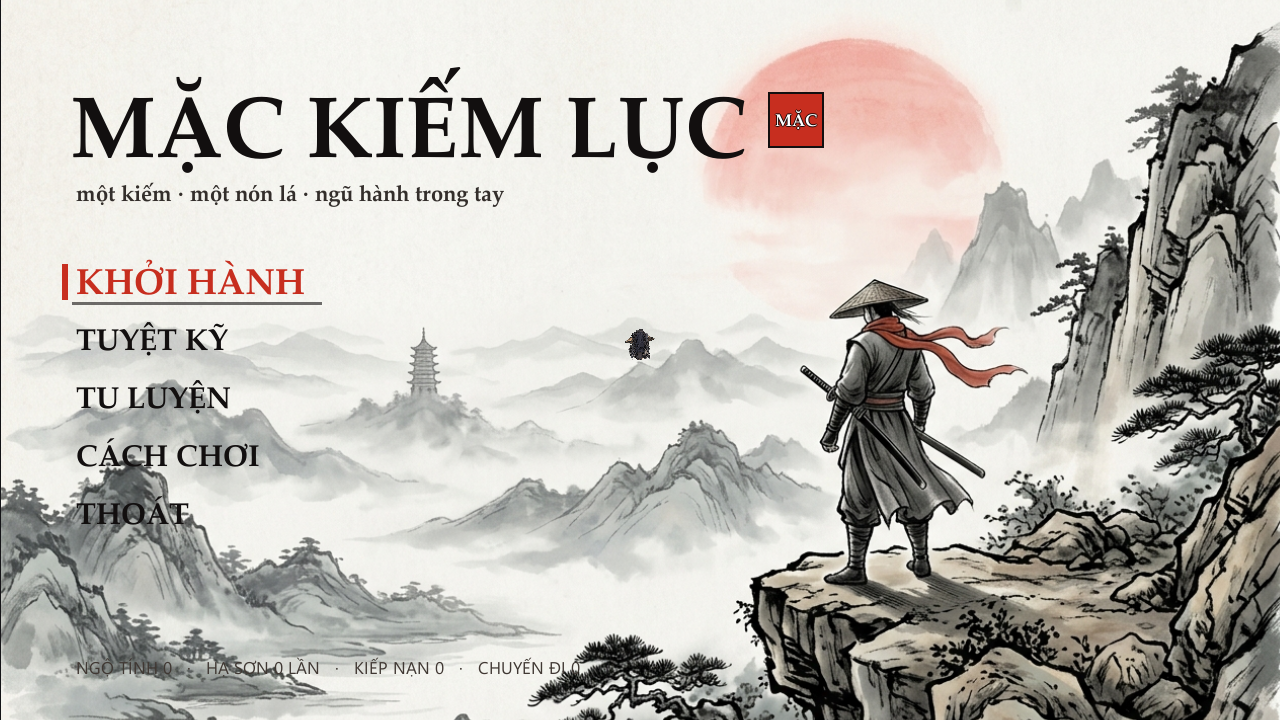 MẶC KIẾM LỤC MẶC
một kiếm · một nón lá · ngũ hành trong tay
KHỞI HÀNH
TUYỆT KỸ
TU LUYỆN
CÁCH CHƠI
THOÁT
NGỘ TÍNH 0 · HẠ SƠN 0 LẦN · KIẾP NẠN 0 · CHUYẾN ĐI 0